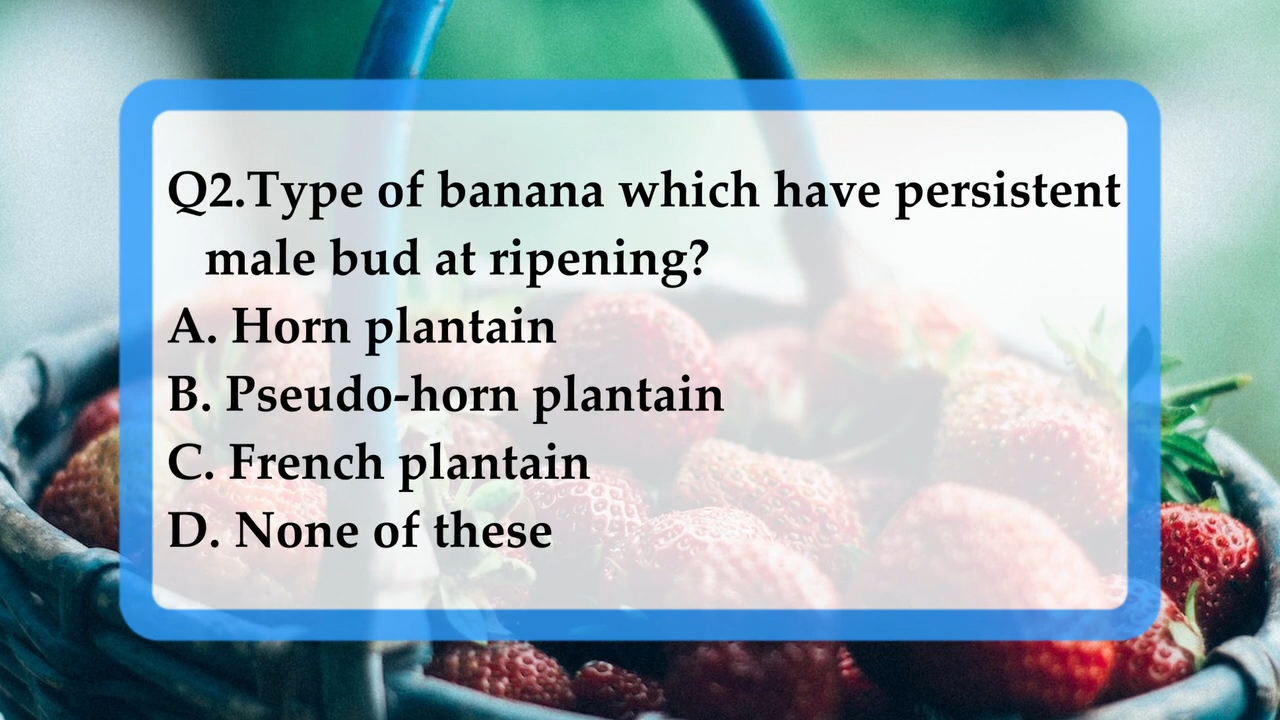 Q2.Type of banana which have persistent
male bud at ripening?
A. Horn plantain
B. Pseudo-horn plantain
C. French plantain
D. None of these